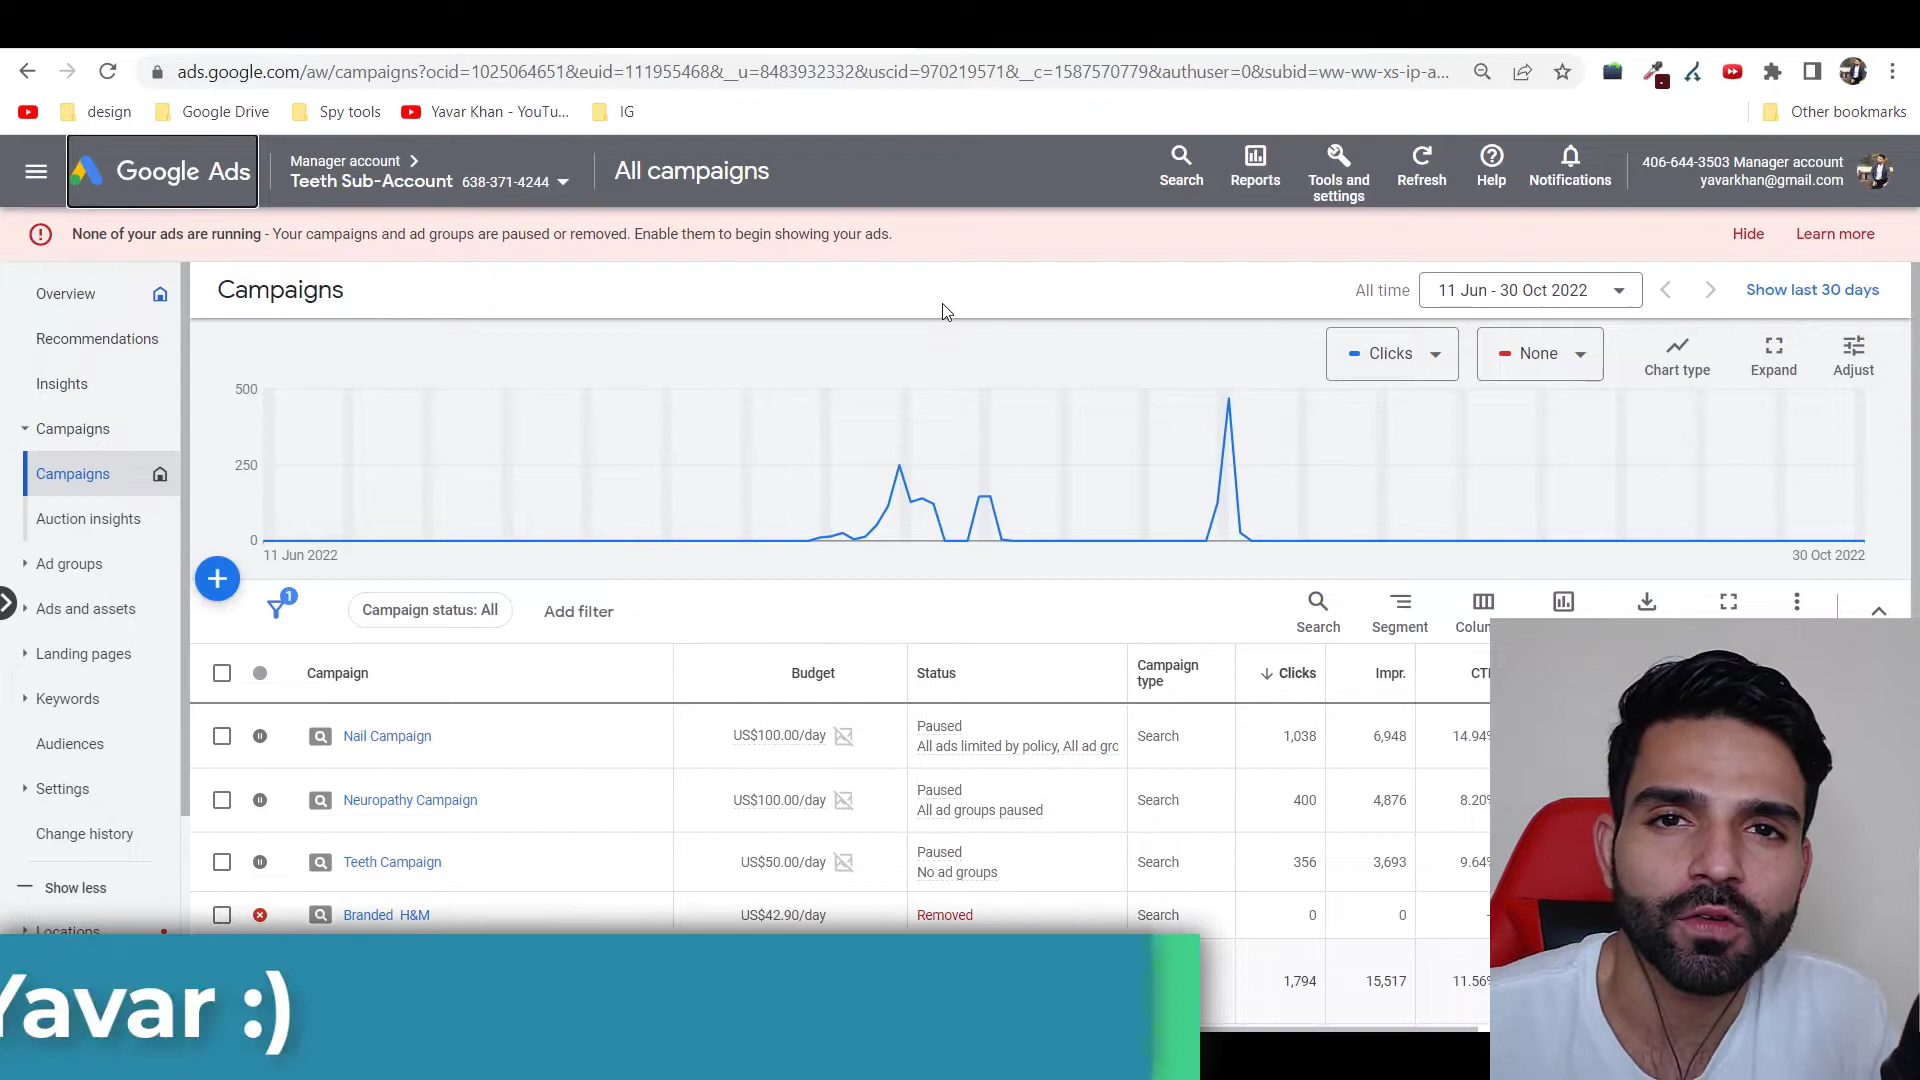 ads.google.com/aw/campaigns?ocid=1025064651&euid=111955468&__u=8483932332&uscid=970219571&__c=1587570779&authuser=0&subid=ww-ww-xs-ip-a...
design
Google Drive
Spy tools
Yavar Khan - YouTu...
IG
Other bookmarks
Google Ads
Manager account
Teeth Sub-Account 638-371-4244
All campaigns
Search
Reports
Tools and
settings
Refresh
Help
Notifications
406-644-3503 Manager account
yavarkhan@gmail.com
None of your ads are running - Your campaigns and ad groups are paused or removed. Enable them to begin showing your ads.
Hide
Learn more
Overview
Recommendations
Insights
Campaigns
Campaigns
Auction insights
Ad groups
Ads and assets
Landing pages
Keywords
Audiences
Settings
Change history
Show less
Locations
Campaigns
All time
11 Jun - 30 Oct 2022
Show last 30 days
Clicks
None
Chart type
Expand
Adjust
500
250
0
11 Jun 2022
30 Oct 2022
1
Campaign status: All
Add filter
Search
Segment
Colu
Campaign
Budget
Status
Campaign
type
Clicks
Impr.
CT
Nail Campaign
US$100.00/day
Paused
All ads limited by policy, All ad gro
Search
1,038
6,948
14.94%
Neuropathy Campaign
US$100.00/day
Paused
All ad groups paused
Search
400
4,876
8.20%
Teeth Campaign
US$50.00/day
Paused
No ad groups
Search
356
3,693
9.64%
Branded H&M
US$42.90/day
Removed
Search
0
0
-
1,794
15,517
11.56%
Yavar :)